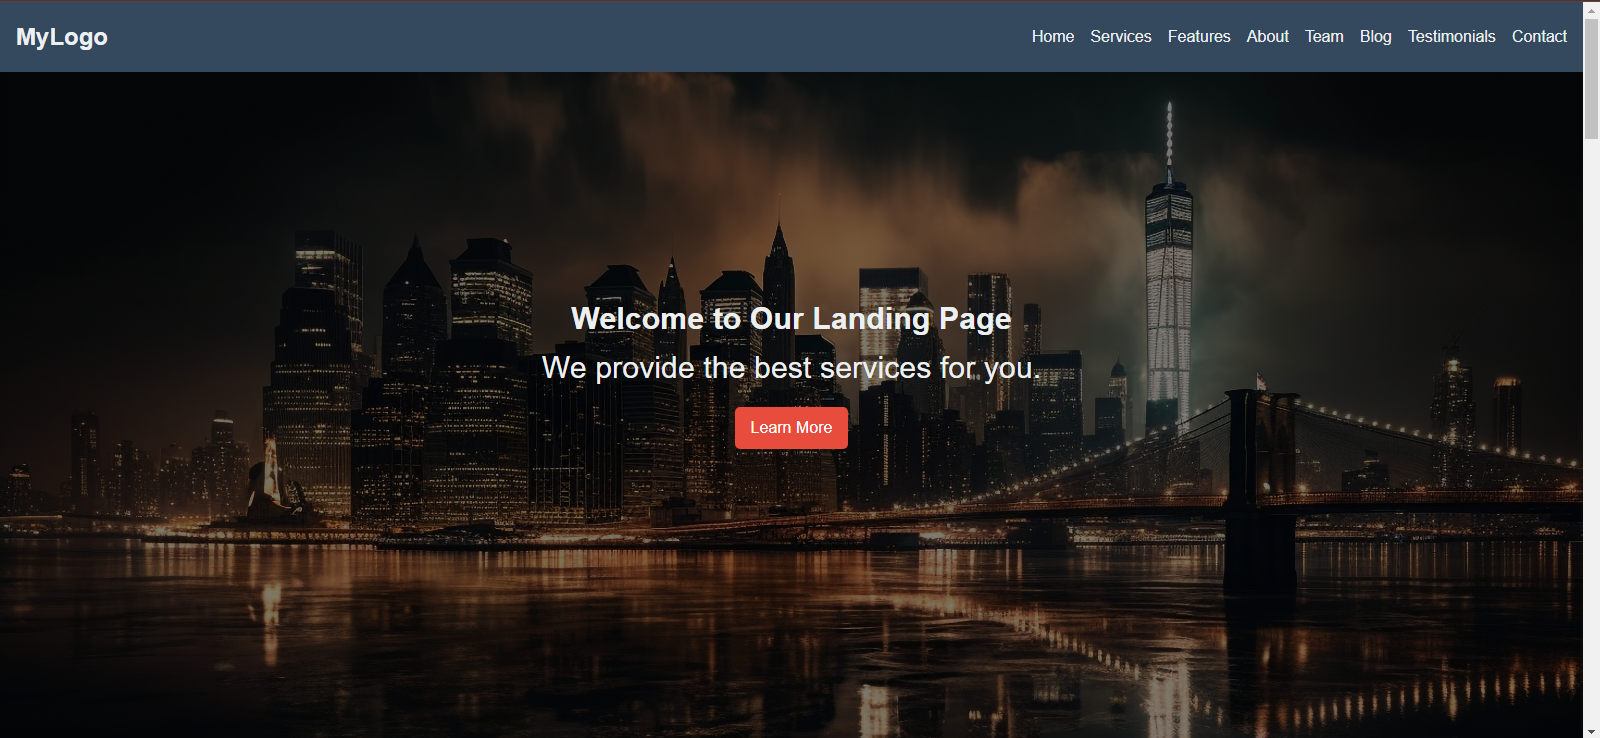 MyLogo
Home Services Features About Team Blog Testimonials Contact
Welcome to Our Landing Page
We provide the best services for you.
Learn More